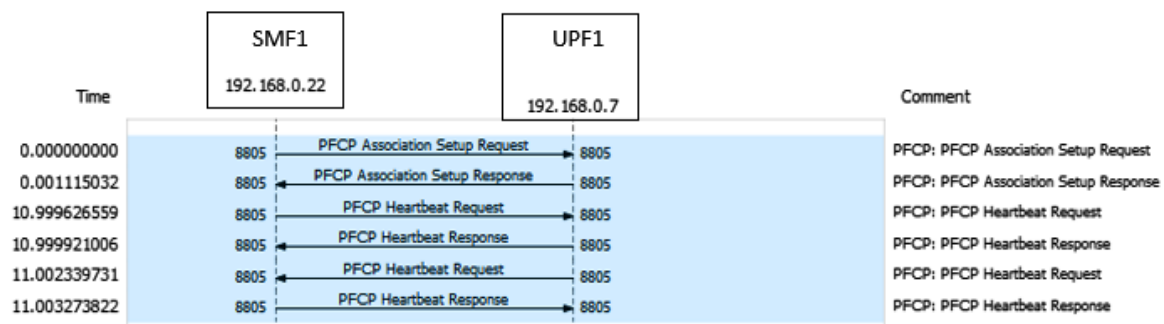 SMF1 UPF1
192.168.0.22
Time 192.168.0.7 Comment
0.000000000 8805 PFCP Association Setup Request 8805 PFCP: PFCP Association Setup Request
0.001115032 8805 PFCP Association Setup Response 8805 PFCP: PFCP Association Setup Response
10.999626559 8805 PFCP Heartbeat Request 8805 PFCP: PFCP Heartbeat Request
10.999921006 8805 PFCP Heartbeat Response 8805 PFCP: PFCP Heartbeat Response
11.002339731 8805 PFCP Heartbeat Request 8805 PFCP: PFCP Heartbeat Request
11.003273822 8805 PFCP Heartbeat Response 8805 PFCP: PFCP Heartbeat Response